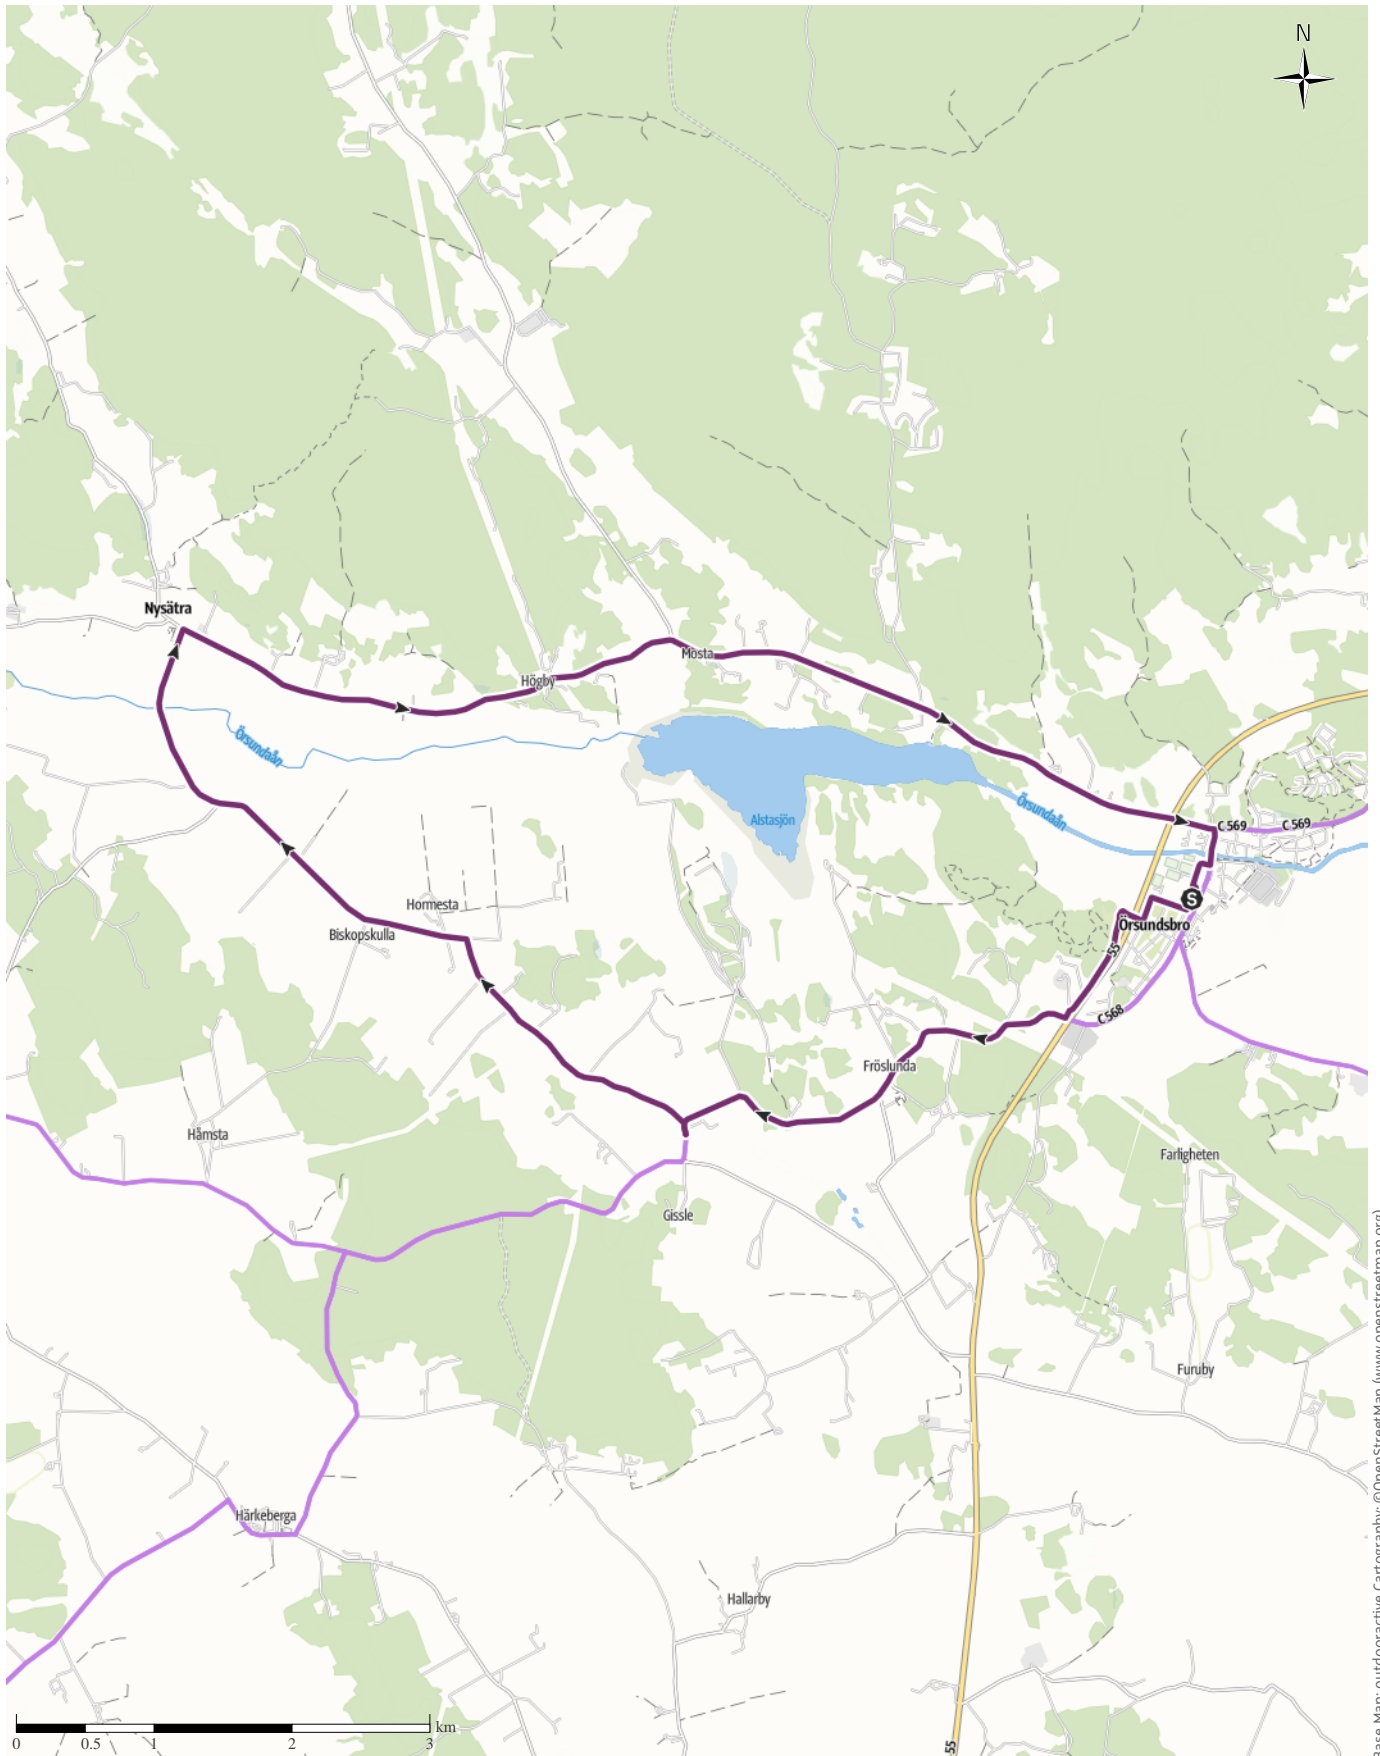 N
Nysätra
Mosta
Högby
Örsundaån
Örsundaån
Alstasjön
C 569
C 569
S
Hormesta
Örsundsbro
Biskopskulla
55
C 568
Fröslunda
Håmsta
Farligheten
Gissle
Furuby
Härkeberga
Hallarby
km
0
0.5
1
2
3
55
Base Map: outdooractive Cartography; ©OpenStreetMap (www.openstreetmap.org)